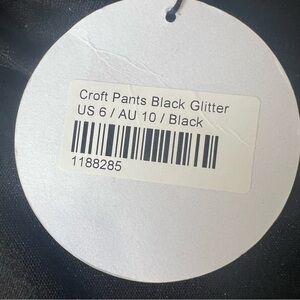 Croft Pants Black Glitter
US 6 / AU 10 / Black
1188285